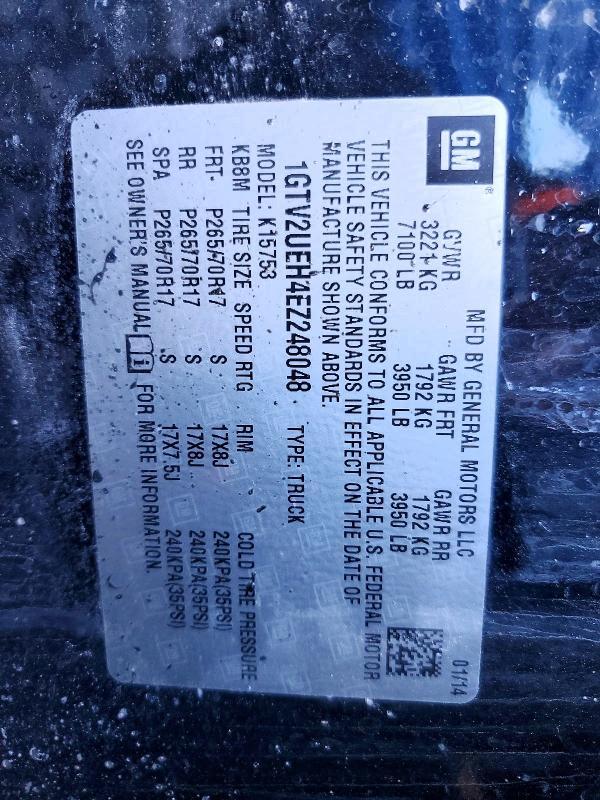 GM®
MFD BY GENERAL MOTORS LLC 01/14
GVWR GAWR FRT GAWR RR
3221 KG 1792 KG 1792 KG
7100 LB 3950 LB 3950 LB
THIS VEHICLE CONFORMS TO ALL APPLICABLE U.S. FEDERAL MOTOR
VEHICLE SAFETY STANDARDS IN EFFECT ON THE DATE OF
MANUFACTURE SHOWN ABOVE.
1GTV2UEH4EZ248048 TYPE: TRUCK
MODEL: K15753
KB8M TIRE SIZE SPEED RTG RIM COLD TIRE PRESSURE
FRT P265/70R17 S 17X8J 240KPA(35PSI)
RR P265/70R17 S 17X8J 240KPA(35PSI)
SPA P265/70R17 S 17X7.5J 240KPA(35PSI)
SEE OWNER'S MANUAL FOR MORE INFORMATION.